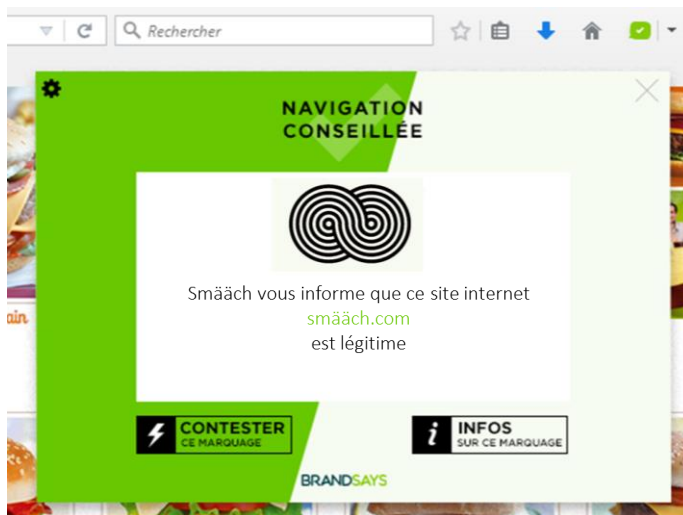 Rechercher
NAVIGATION
CONSEILLÉE
Smääch vous informe que ce site internet
smääch.com
est légitime
ain
CONTESTER
CE MARQUAGE
INFOS
SUR CE MARQUAGE
BRANDSAYS